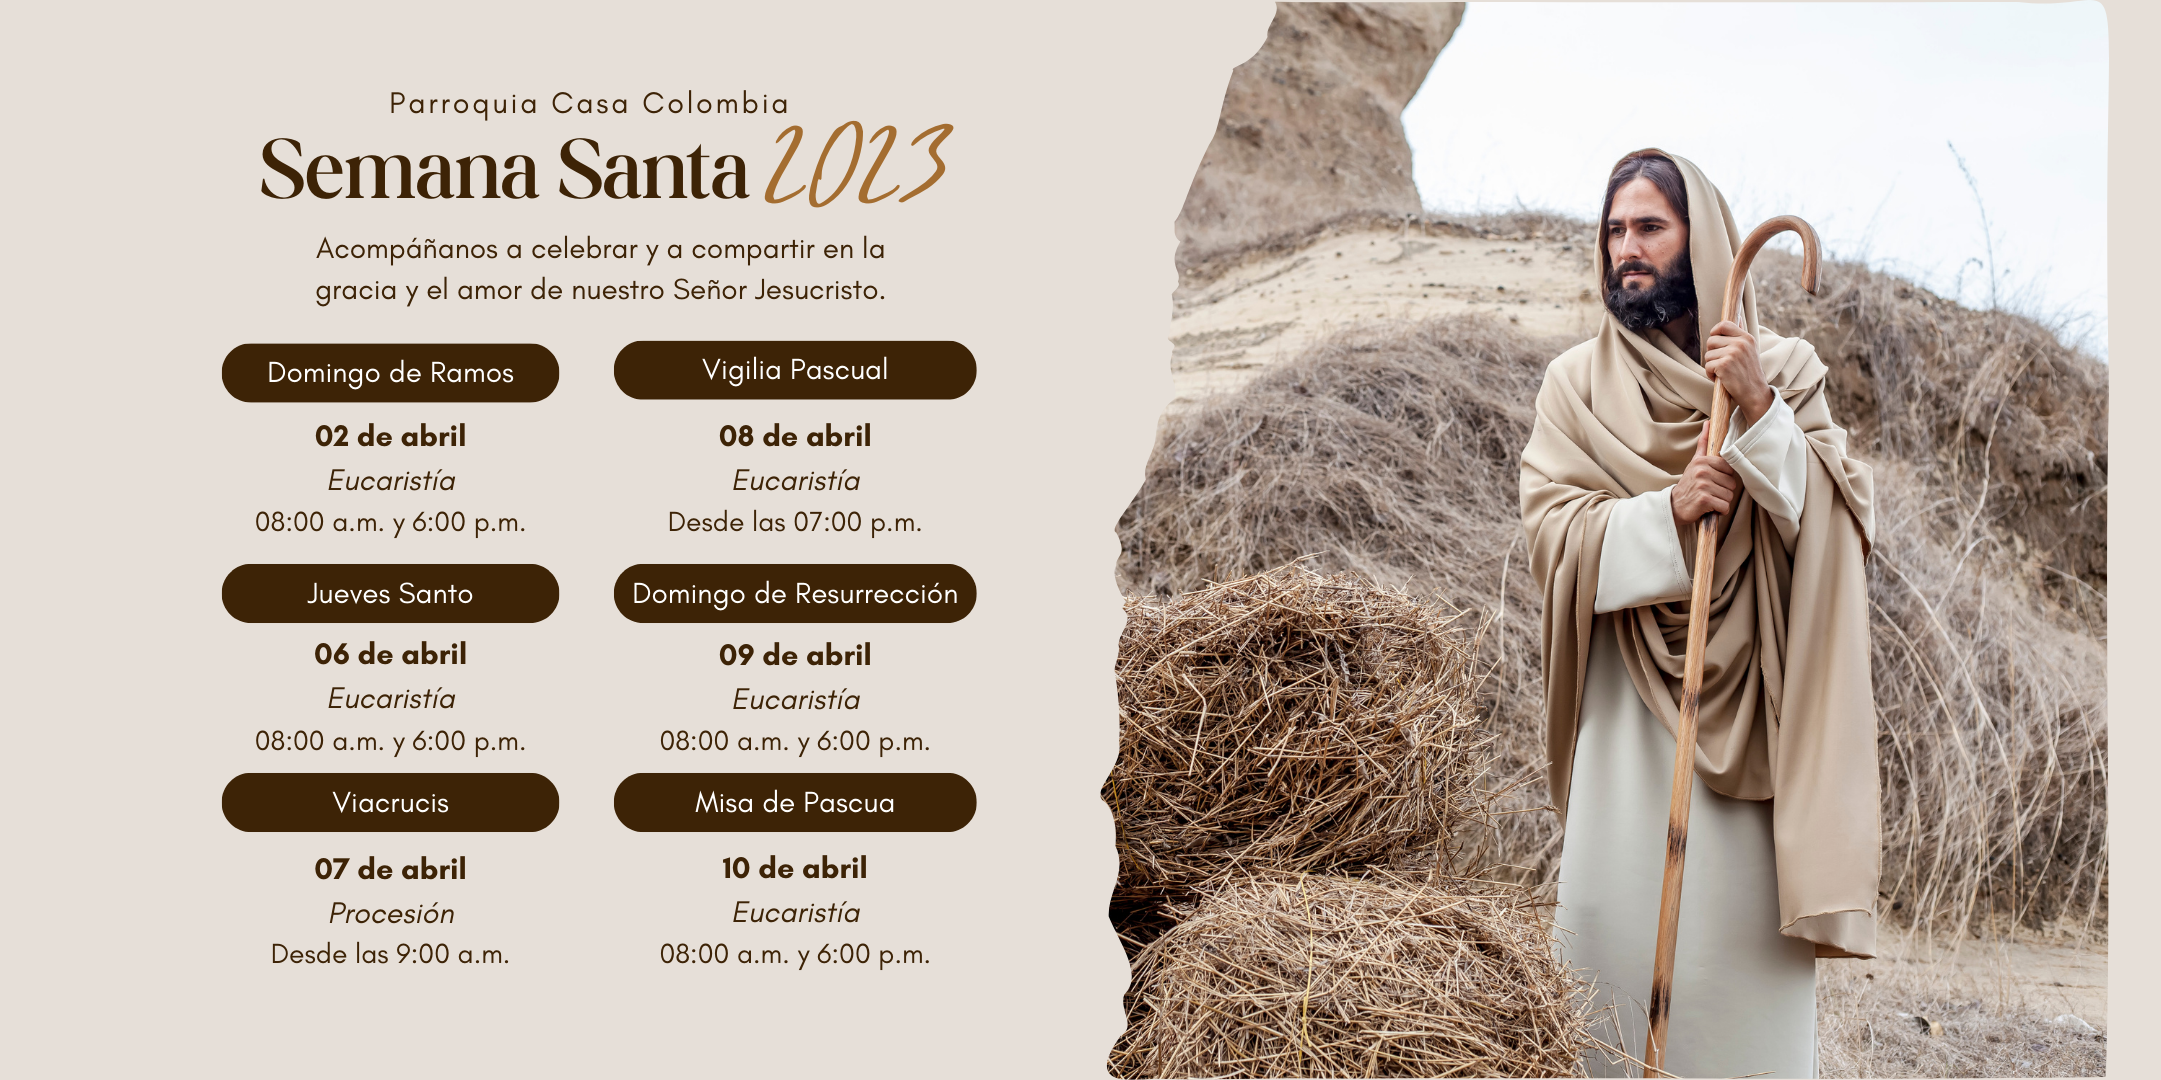 Parroquia Casa Colombia
Semana Santa 2023
Acompáñanos a celebrar y a compartir en la
gracia y el amor de nuestro Señor Jesucristo.
Domingo de Ramos
02 de abril
Eucaristía
08:00 a.m. y 6:00 p.m.
Jueves Santo
06 de abril
Eucaristía
08:00 a.m. y 6:00 p.m.
Viacrucis
07 de abril
Procesión
Desde las 9:00 a.m.
Vigilia Pascual
08 de abril
Eucaristía
Desde las 07:00 p.m.
Domingo de Resurrección
09 de abril
Eucaristía
08:00 a.m. y 6:00 p.m.
Misa de Pascua
10 de abril
Eucaristía
08:00 a.m. y 6:00 p.m.